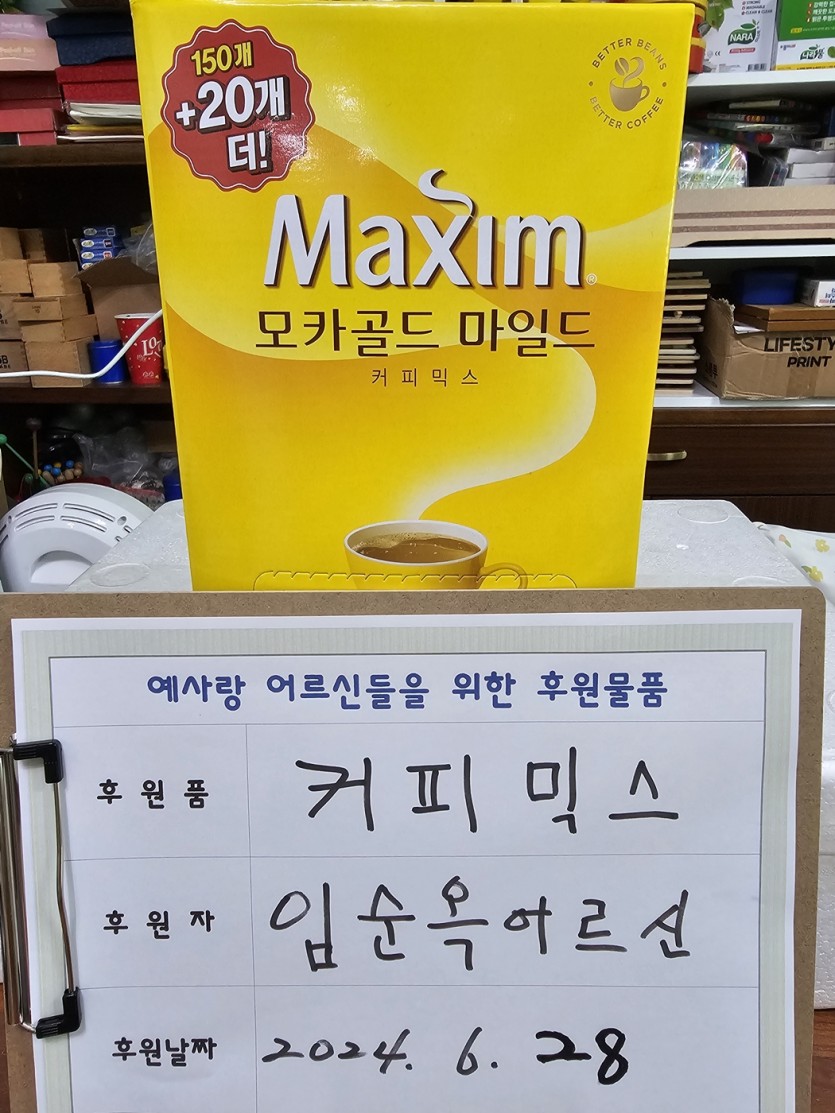 150개
+20개
더!
BETTER BEANS
BETTER COFFEE
NARA
Maxim
모카골드 마일드
커피믹스
LIFESTY
PRINT
예사랑 어르신들을 위한 후원물품
후원품 커피믹스
후원자 임순옥어르신
후원날짜 2024. 6. 28